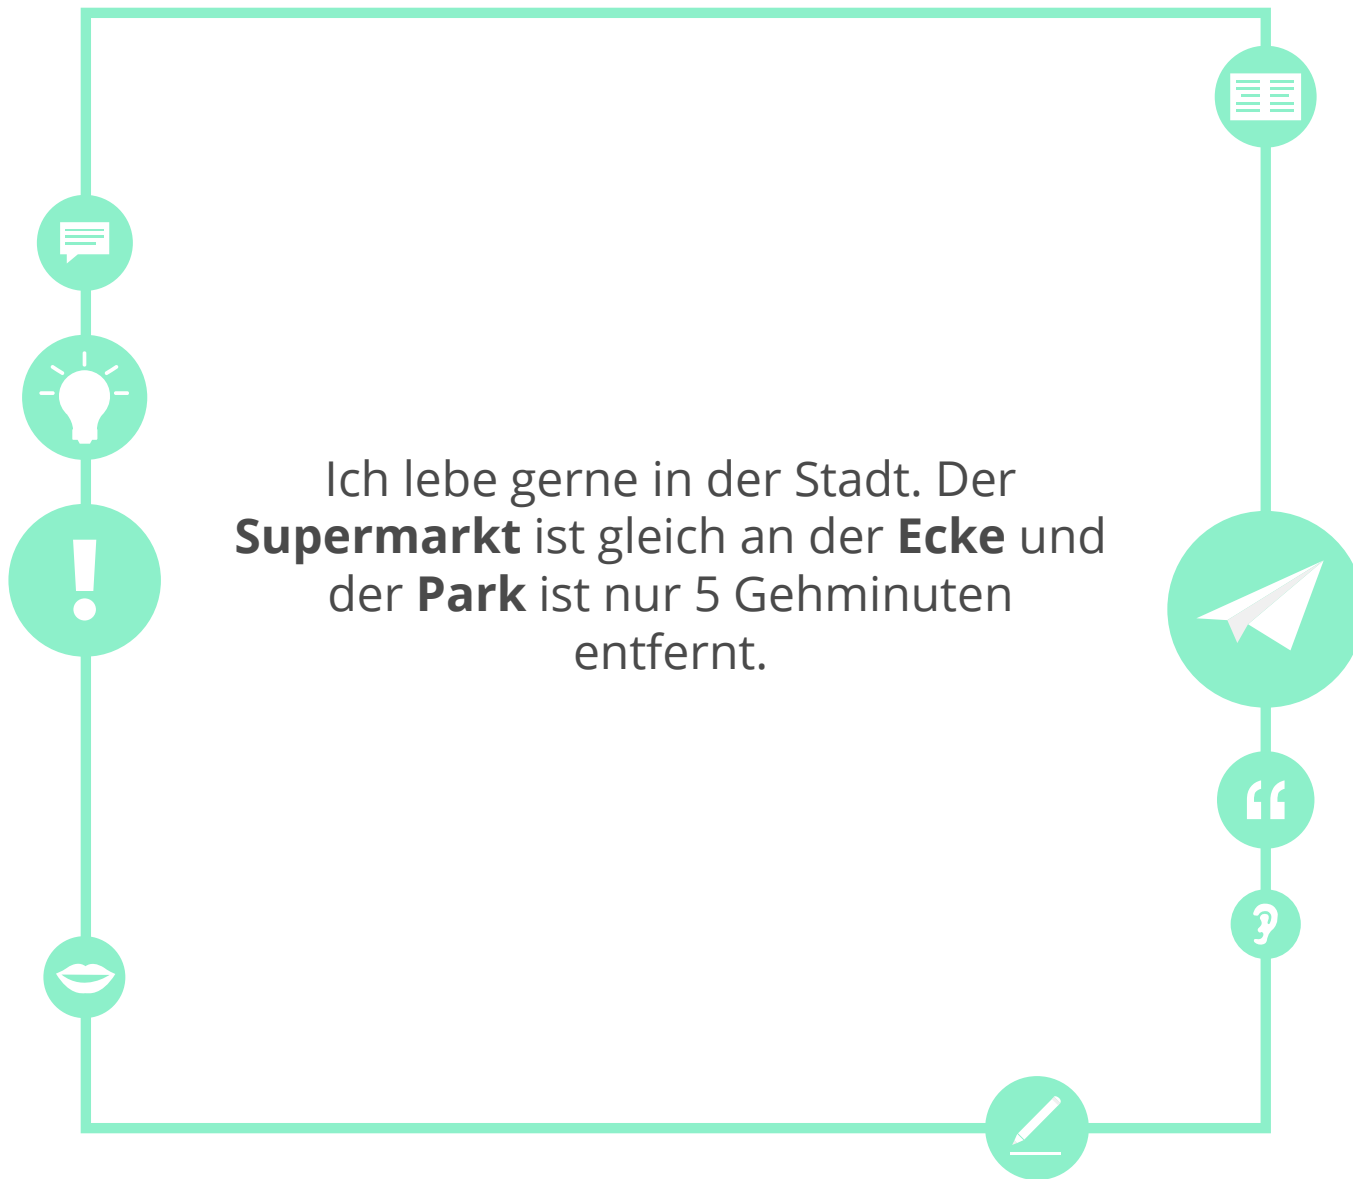 Ich lebe gerne in der Stadt. Der
Supermarkt ist gleich an der Ecke und
der Park ist nur 5 Gehminuten
entfernt.